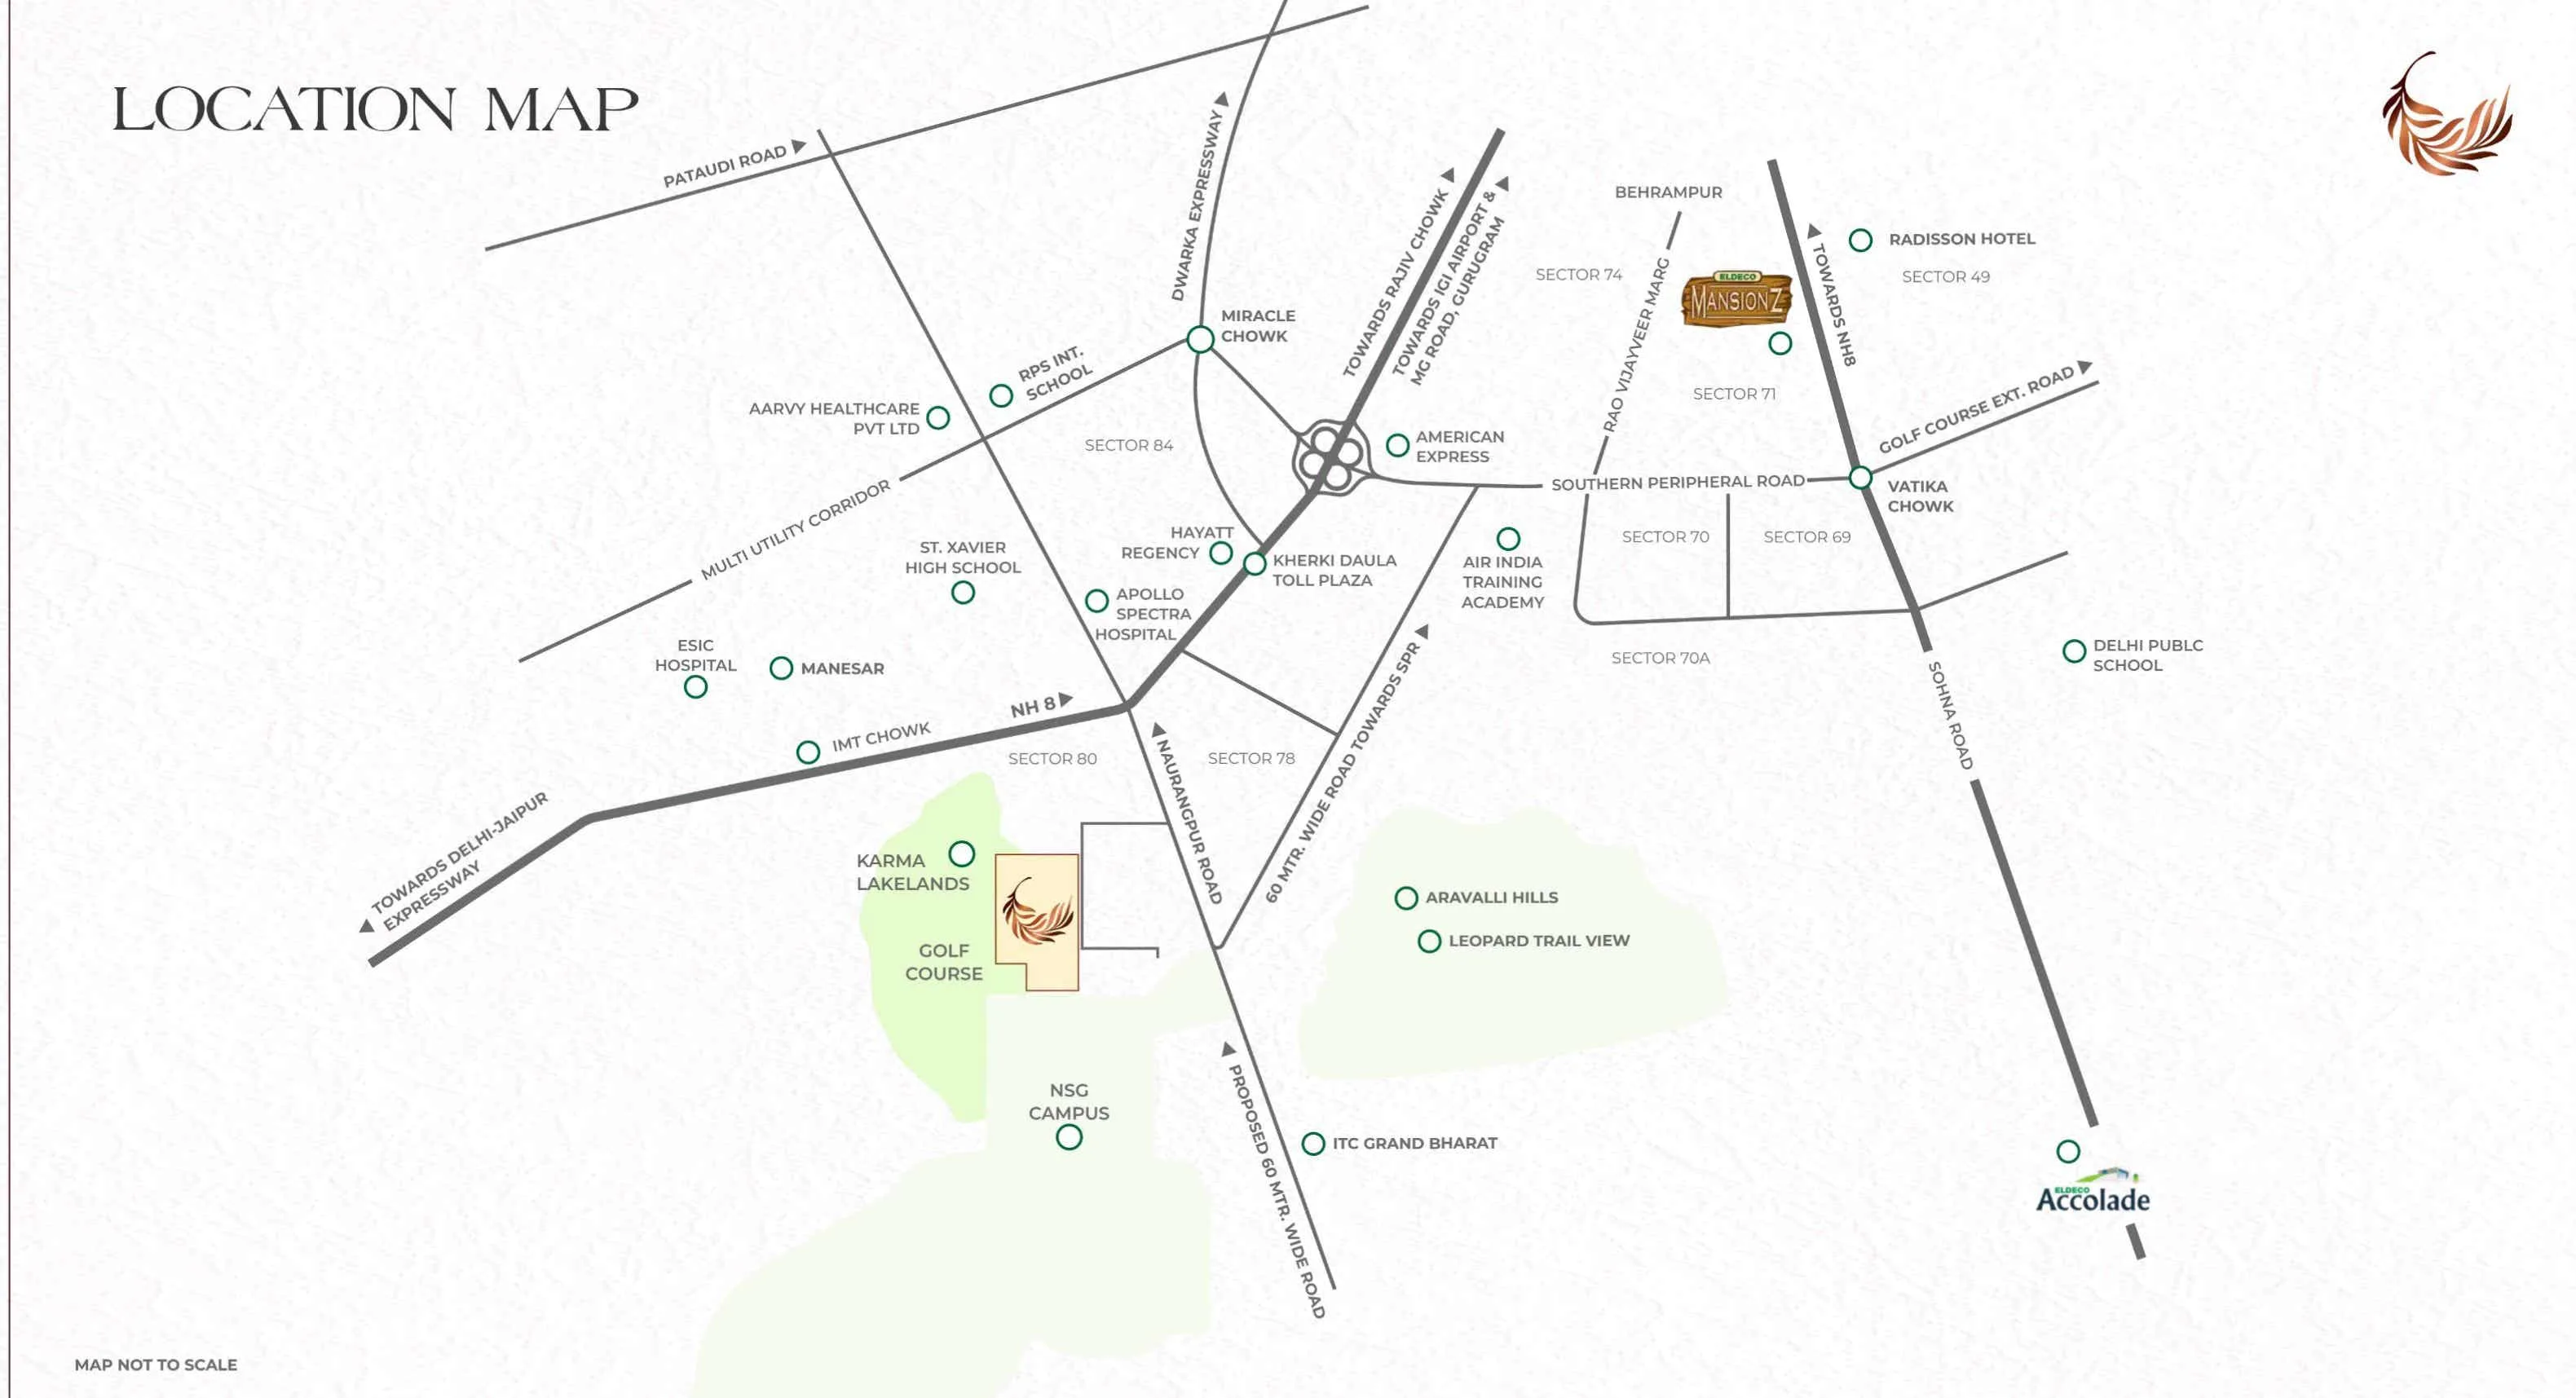 LOCATION MAP
PATAUDI ROAD
DWARKA EXPRESSWAY
TOWARDS RAJIV CHOWK
TOWARDS IGI AIRPORT &
MG ROAD, GURUGRAM
BEHRAMPUR
SECTOR 74
RAO VIJAYVEER MARG
ELDECO
MANSIONZ
TOWARDS NH8
RADISSON HOTEL
SECTOR 49
MIRACLE
CHOWK
RPS INT.
SCHOOL
AARVY HEALTHCARE
PVT LTD
SECTOR 84
AMERICAN
EXPRESS
SECTOR 71
GOLF COURSE EXT. ROAD
SOUTHERN PERIPHERAL ROAD
VATIKA
CHOWK
MULTI UTILITY CORRIDOR
ST. XAVIER
HIGH SCHOOL
HAYATT
REGENCY
KHERKI DAULA
TOLL PLAZA
AIR INDIA
TRAINING
ACADEMY
SECTOR 70
SECTOR 69
APOLLO
SPECTRA
HOSPITAL
ESIC
HOSPITAL
MANESAR
SECTOR 70A
DELHI PUBLC
SCHOOL
SOHNA ROAD
NH 8
IMT CHOWK
SECTOR 80
SECTOR 78
NAURANGPUR ROAD
60 MTR. WIDE ROAD TOWARDS SPR
TOWARDS DELHI-JAIPUR
EXPRESSWAY
KARMA
LAKELANDS
GOLF
COURSE
ARAVALLI HILLS
LEOPARD TRAIL VIEW
NSG
CAMPUS
PROPOSED 60 MTR. WIDE ROAD
ITC GRAND BHARAT
ELDECO
Accolade
MAP NOT TO SCALE